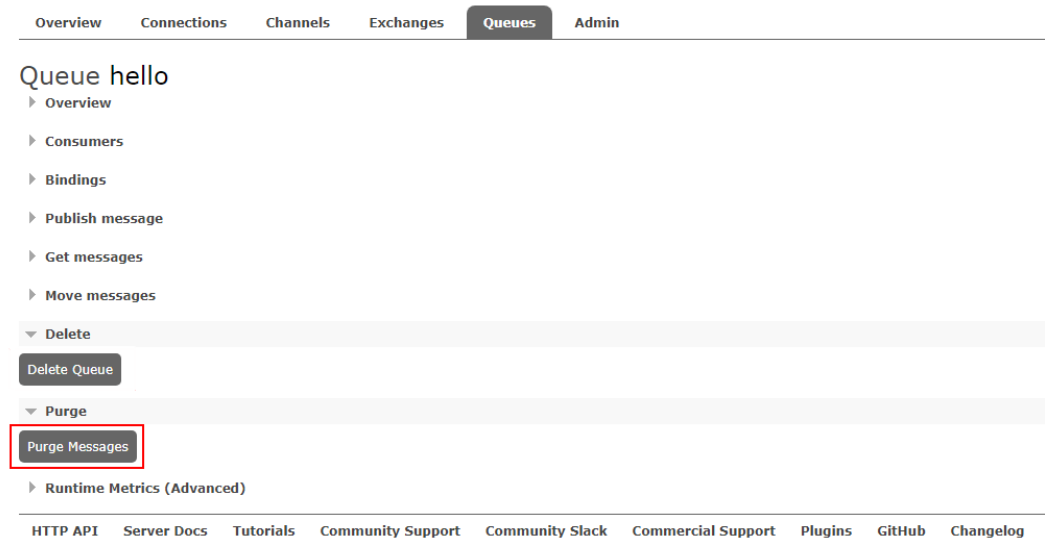 Overview Connections Channels Exchanges Queues Admin
Queue hello
Overview
Consumers
Bindings
Publish message
Get messages
Move messages
Delete
Delete Queue
Purge
Purge Messages
Runtime Metrics (Advanced)
HTTP API Server Docs Tutorials Community Support Community Slack Commercial Support Plugins GitHub Changelog